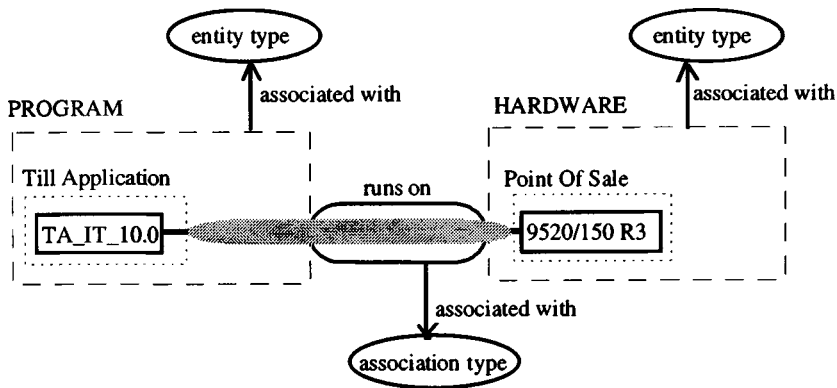 entity type
entity type
associated with
associated with
PROGRAM
HARDWARE
Till Application
runs on
Point Of Sale
TA_IT_10.0
9520/150 R3
associated with
association type